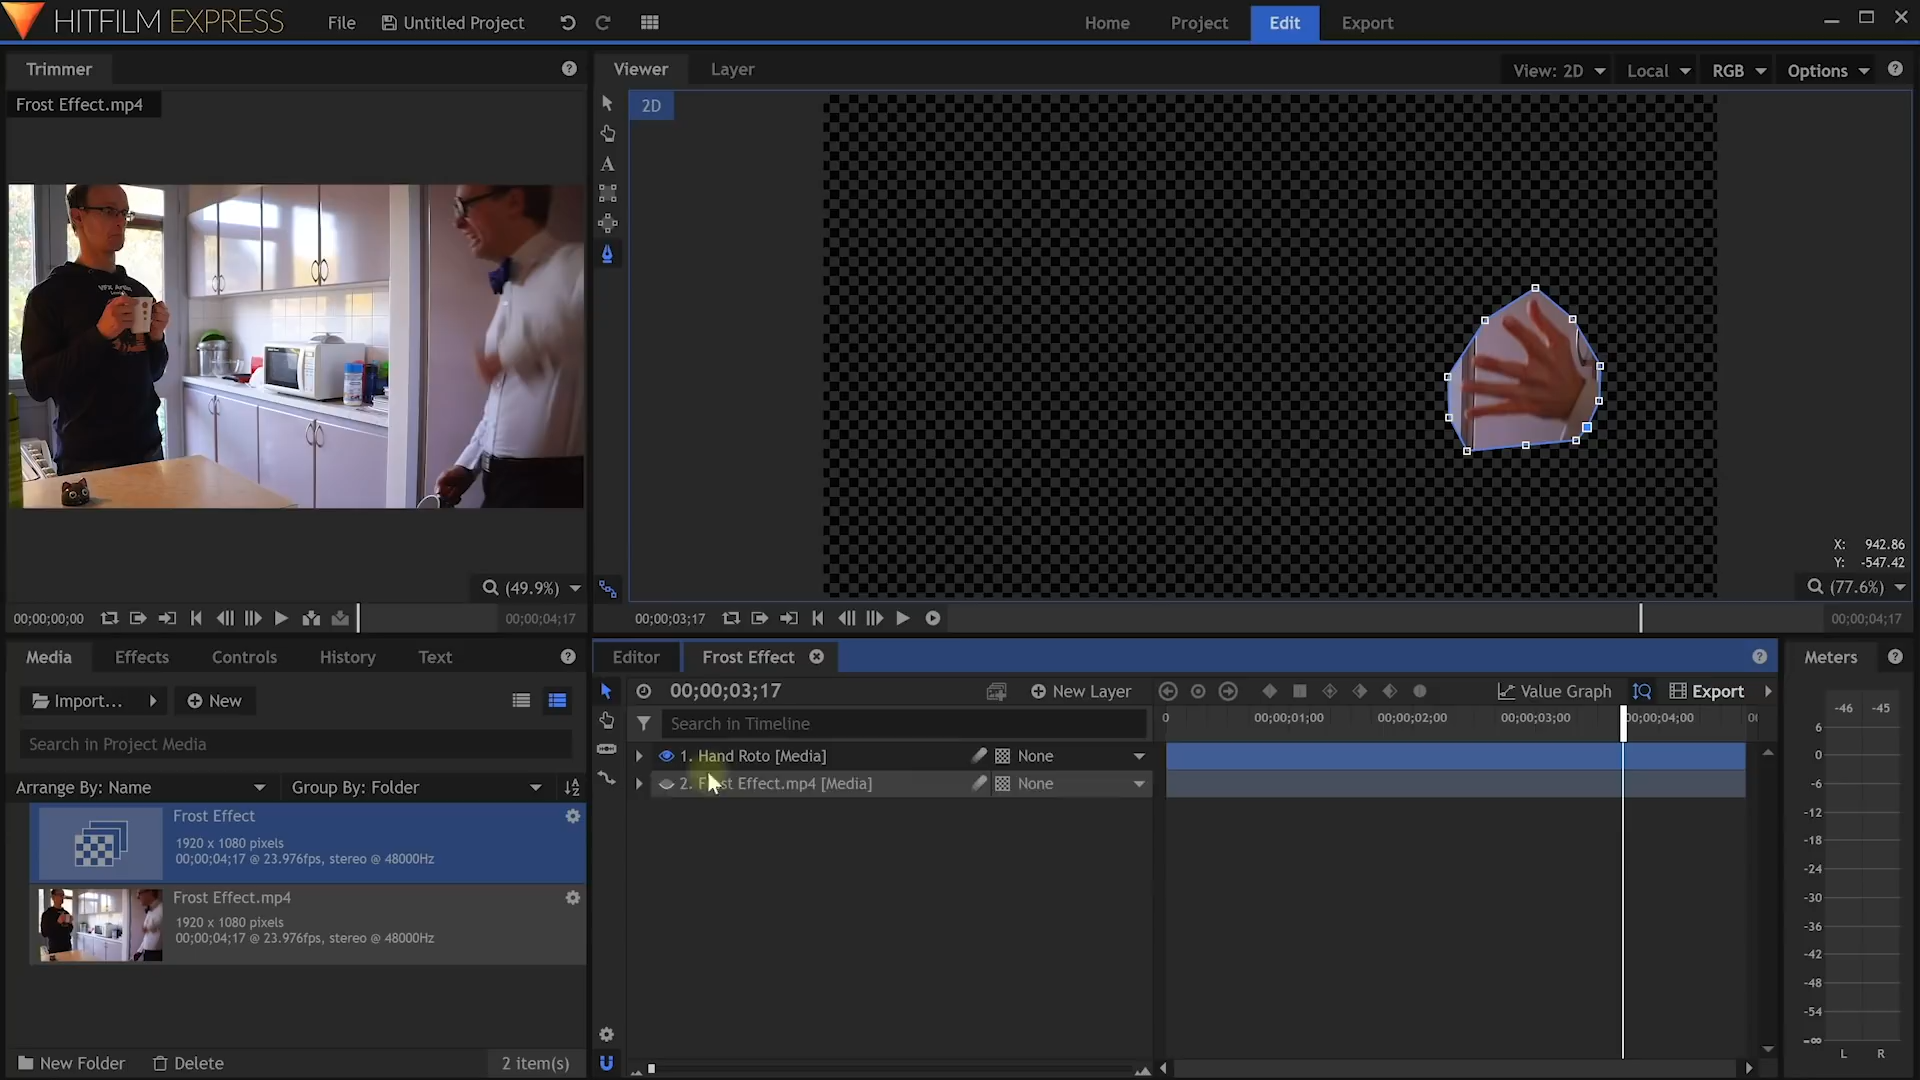 HITFILM EXPRESS
File
Untitled Project
Home
Project
Edit
Export
Trimmer
Frost Effect.mp4
(49.9%)
00;00;00;00
00;00;04;17
Viewer
Layer
View: 2D
Local
RGB
Options
2D
X: 942.86
Y: -547.42
(77.6%)
00;00;03;17
00;00;04;17
Media
Effects
Controls
History
Text
Import...
New
Search in Project Media
Arrange By: Name
Group By: Folder
Frost Effect
1920 x 1080 pixels
00;00;04;17 @ 23.976fps, stereo @ 48000Hz
Frost Effect.mp4
1920 x 1080 pixels
00;00;04;17 @ 23.976fps, stereo @ 48000Hz
New Folder
Delete
2 item(s)
Editor
Frost Effect
00;00;03;17
New Layer
Value Graph
Export
Search in Timeline
0
00;00;01;00
00;00;02;00
00;00;03;00
00;00;04;00
1. Hand Roto [Media]
None
2. Frost Effect.mp4 [Media]
None
Meters
-46 -45
6
0
-6
-12
-18
-24
-30
-36
-42
-48
-54
-∞
L R